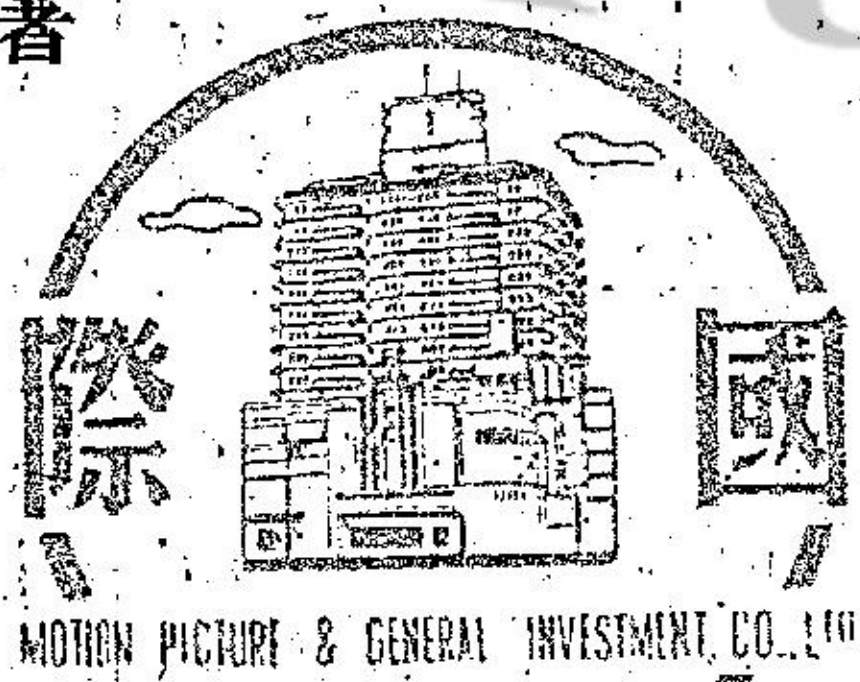 者
國際
MOTION PICTURE & GENERAL INVESTMENT CO., LTD